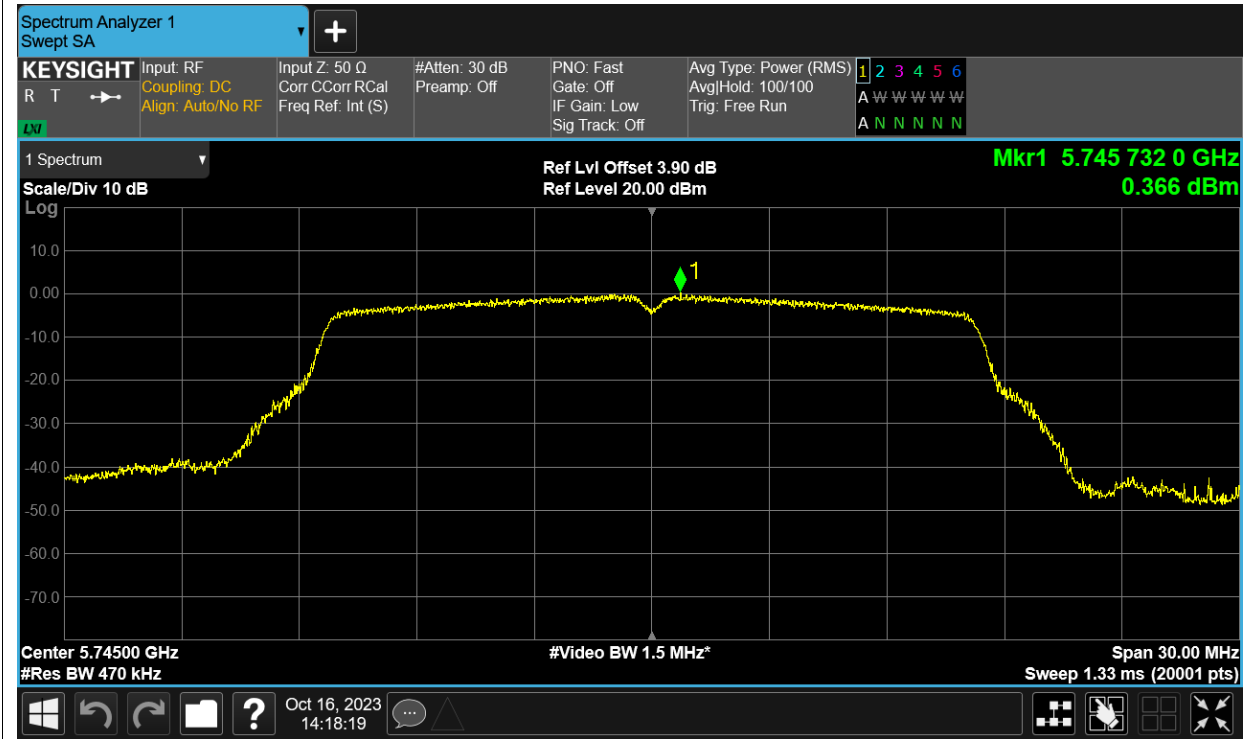 Spectrum Analyzer 1
Swept SA
+
KEYSIGHT
R T
LXI
Input: RF
Coupling: DC
Align: Auto/No RF
Input Z: 50 Ω
Corr CCorr RCal
Freq Ref: Int (S)
#Atten: 30 dB
Preamp: Off
PNO: Fast
Gate: Off
IF Gain: Low
Sig Track: Off
Avg Type: Power (RMS)
Avg|Hold: 100/100
Trig: Free Run
1 2 3 4 5 6
A W W W W W
A N N N N N
1 Spectrum
Scale/Div 10 dB
Log
Ref Lvl Offset 3.90 dB
Ref Level 20.00 dBm
Mkr1 5.745 732 0 GHz
0.366 dBm
1
10.0
0.00
-10.0
-20.0
-30.0
-40.0
-50.0
-60.0
-70.0
Center 5.74500 GHz
#Res BW 470 kHz
#Video BW 1.5 MHz*
Span 30.00 MHz
Sweep 1.33 ms (20001 pts)
?
Oct 16, 2023
14:18:19